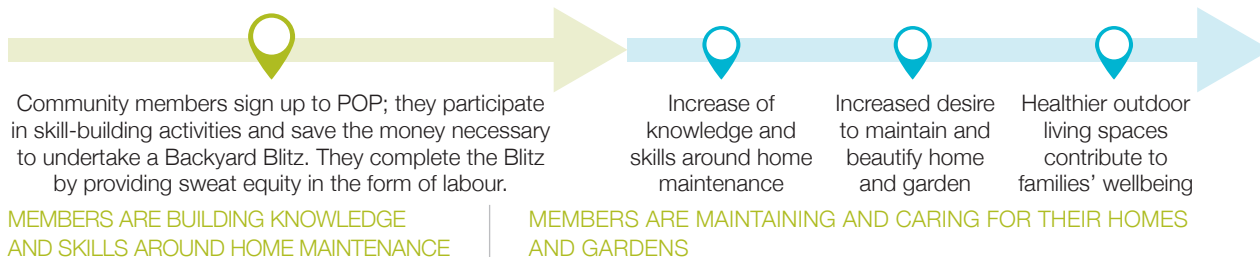 Community members sign up to POP; they participate
in skill-building activities and save the money necessary
to undertake a Backyard Blitz. They complete the Blitz
by providing sweat equity in the form of labour.
Increase of
knowledge and
skills around home
maintenance
Increased desire
to maintain and
beautify home
and garden
Healthier outdoor
living spaces
contribute to
families’ wellbeing
MEMBERS ARE BUILDING KNOWLEDGE
AND SKILLS AROUND HOME MAINTENANCE
MEMBERS ARE MAINTAINING AND CARING FOR THEIR HOMES
AND GARDENS